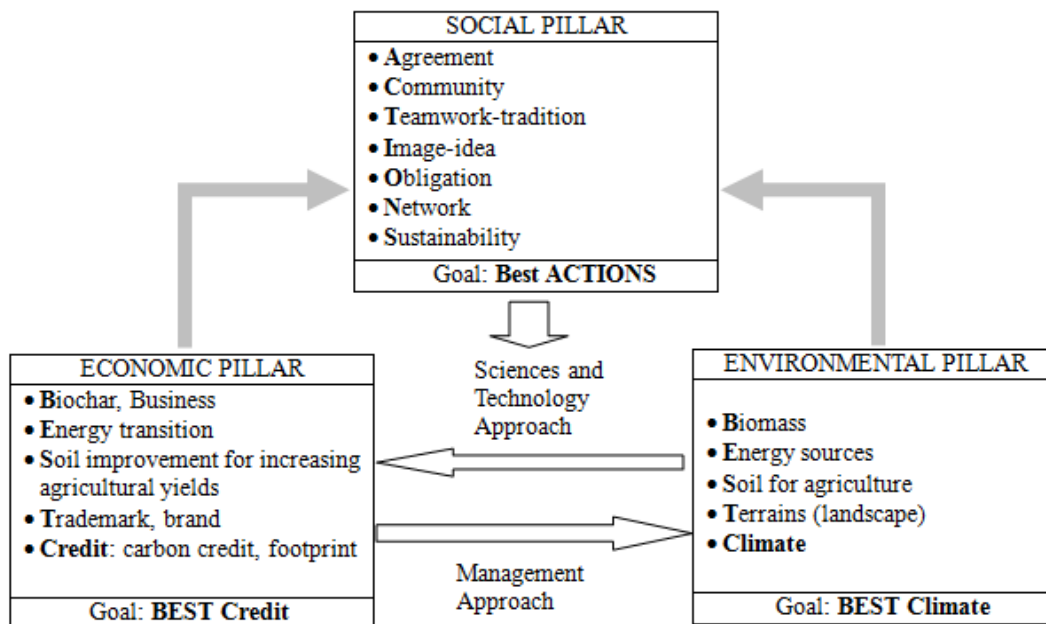 SOCIAL PILLAR
• Agreement
• Community
• Teamwork-tradition
• Image-idea
• Obligation
• Network
• Sustainability
Goal: Best ACTIONS
ECONOMIC PILLAR
• Biochar, Business
• Energy transition
• Soil improvement for increasing
agricultural yields
• Trademark, brand
• Credit: carbon credit, footprint
Goal: BEST Credit
Sciences and
Technology
Approach
Management
Approach
ENVIRONMENTAL PILLAR
• Biomass
• Energy sources
• Soil for agriculture
• Terrains (landscape)
• Climate
Goal: BEST Climate